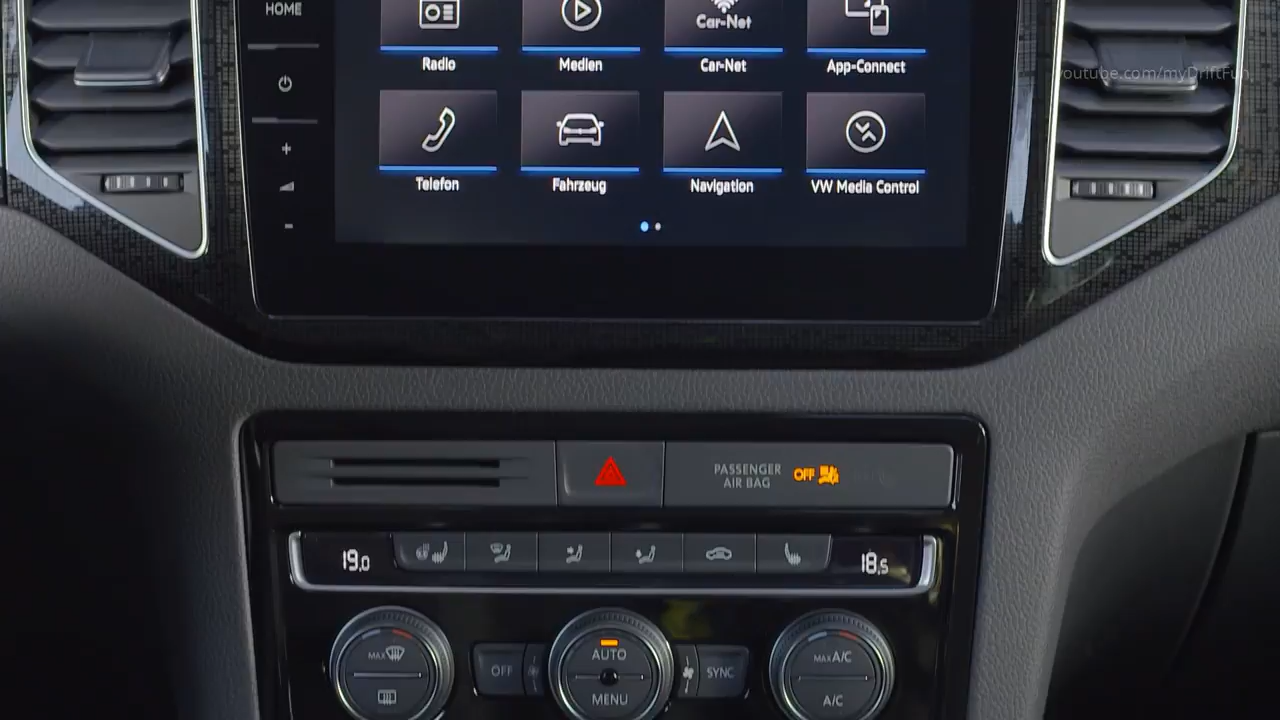 HOME
Car-Net
Radio
Medien
Car-Net
App-Connect
youtube.com/myDriftFun
Telefon
Fahrzeug
Navigation
VW Media Control
PASSENGER
AIR BAG
OFF
19.0
18.5
MAX
OFF
AUTO
MENU
SYNC
MAX A/C
A/C